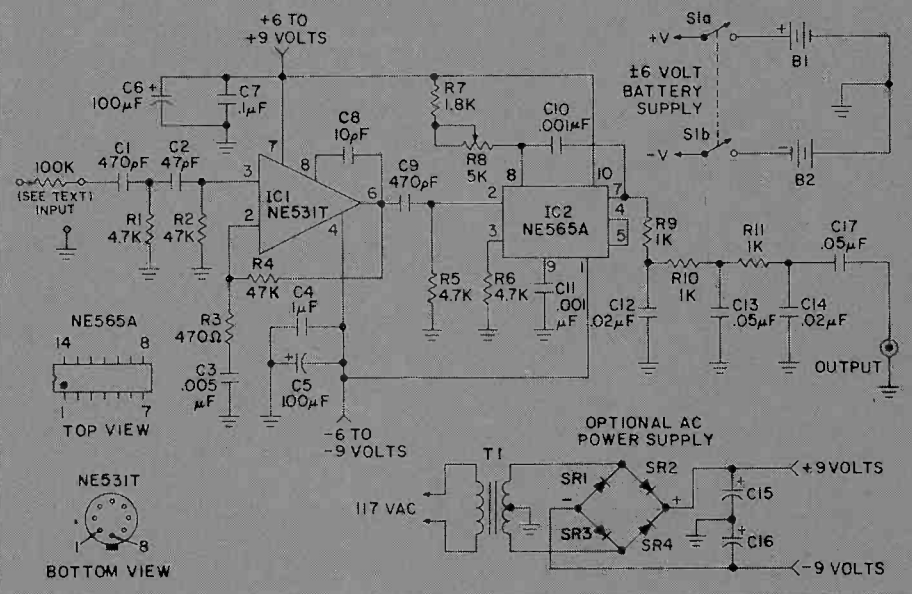 +6 TO
+9 VOLTS
C6
100µF
+
C7
.1µF
C1
470pF
C2
47pF
100K
(SEE TEXT)
INPUT
R1
4.7K
R2
47K
7
8
C8
10pF
3
2
IC1
NE531T
6
4
C9
470pF
R4
47K
R3
470Ω
C3
.005
µF
C4
1µF
+
C5
100µF
-6 TO
-9 VOLTS
R7
1.8K
R8
5K
C10
.001µF
8
10
7
2
IC2
NE565A
4
3
5
9
1
R5
4.7K
R6
4.7K
C11
.001
µF
R9
1K
R10
1K
R11
1K
C12
.02µF
C13
.05µF
C14
.02µF
C17
.05µF
OUTPUT
S1a
+V
+
B1
±6 VOLT
BATTERY
SUPPLY
S1b
-V
-
B2
NE565A
14 8
1 7
TOP VIEW
NE531T
1 8
BOTTOM VIEW
OPTIONAL AC
POWER SUPPLY
T1
117 VAC
SR1
SR2
-
+
SR3
SR4
+
C15
+
C16
+9 VOLTS
-9 VOLTS